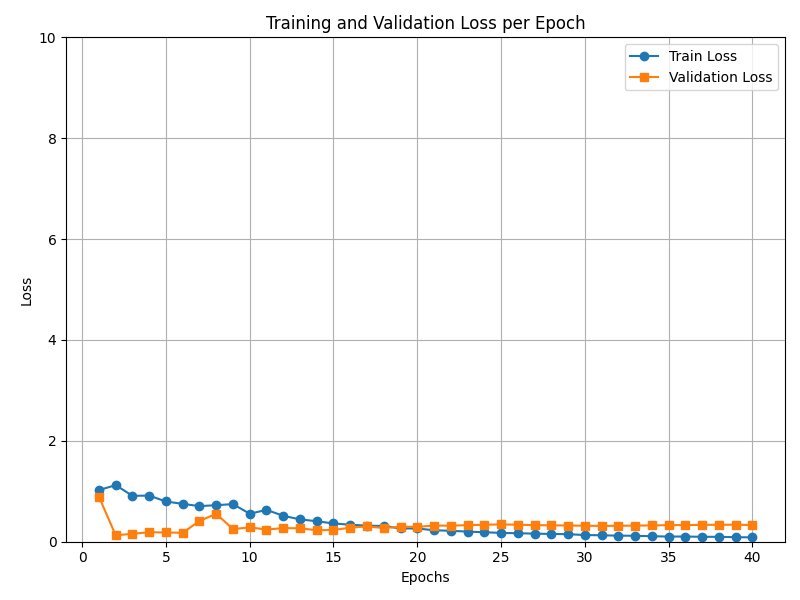 Training and Validation Loss per Epoch
Train Loss
Validation Loss
10
8
6
4
2
0
Loss
0 5 10 15 20 25 30 35 40
Epochs